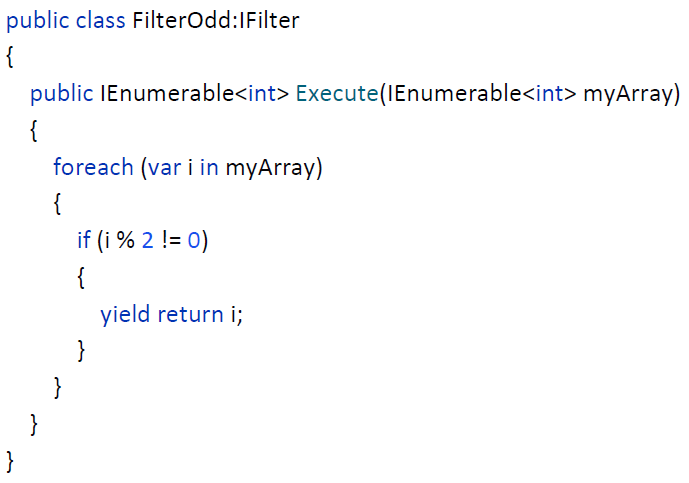 public class FilterOdd:IFilter
{
    public IEnumerable<int> Execute(IEnumerable<int> myArray)
    {
        foreach (var i in myArray)
        {
            if (i % 2 != 0)
            {
                yield return i;
            }
        }
    }
}